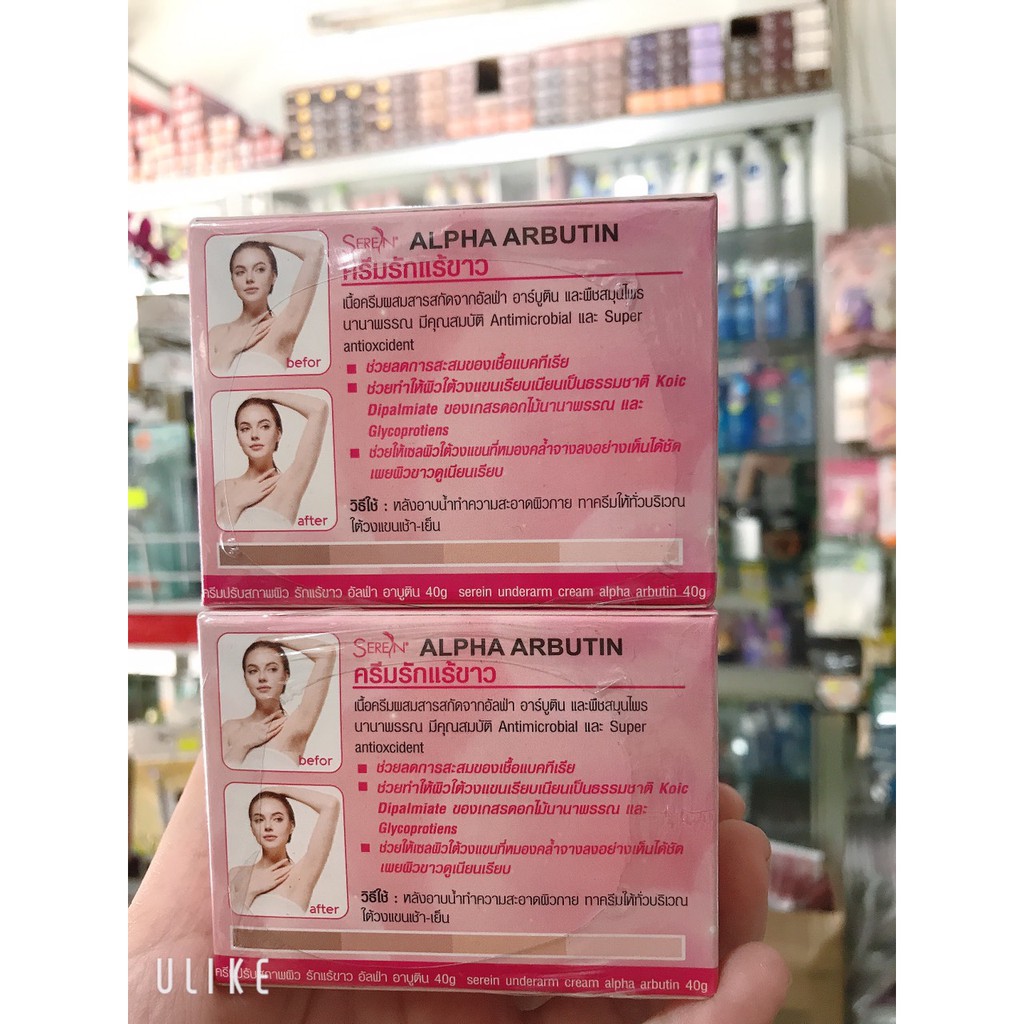 SEREIN® ALPHA ARBUTIN
ครีมรักแร้ขาว
เนื้อครีมผสมสารสกัดจากอัลฟ่า อาร์บูติน และพืชสมุนไพร
นานาพรรณ มีคุณสมบัติ Antimicrobial และ Super
antioxcident
■ ช่วยลดการสะสมของเชื้อแบคทีเรีย
■ ช่วยทำให้ผิวใต้วงแขนเรียบเนียนเป็นธรรมชาติ Koic
Dipalmiate ของเกสรดอกไม้นานาพรรณ และ
Glycoprotiens
■ ช่วยให้เซลผิวใต้วงแขนที่หมองคล้ำจางลงอย่างเห็นได้ชัด
เผยผิวขาวดูเนียนเรียบ
วิธีใช้ : หลังอาบน้ำทำความสะอาดผิวกาย ทาครีมให้ทั่วบริเวณ
ใต้วงแขนเช้า-เย็น
befor
after
ครีมปรับสภาพผิว รักแร้ขาว อัลฟ่า อาบูติน 40g serein underarm cream alpha arbutin 40g
SEREIN® ALPHA ARBUTIN
ครีมรักแร้ขาว
เนื้อครีมผสมสารสกัดจากอัลฟ่า อาร์บูติน และพืชสมุนไพร
นานาพรรณ มีคุณสมบัติ Antimicrobial และ Super
antioxcident
■ ช่วยลดการสะสมของเชื้อแบคทีเรีย
■ ช่วยทำให้ผิวใต้วงแขนเรียบเนียนเป็นธรรมชาติ Koic
Dipalmiate ของเกสรดอกไม้นานาพรรณ และ
Glycoprotiens
■ ช่วยให้เซลผิวใต้วงแขนที่หมองคล้ำจางลงอย่างเห็นได้ชัด
เผยผิวขาวดูเนียนเรียบ
วิธีใช้ : หลังอาบน้ำทำความสะอาดผิวกาย ทาครีมให้ทั่วบริเวณ
ใต้วงแขนเช้า-เย็น
befor
after
ครีมปรับสภาพผิว รักแร้ขาว อัลฟ่า อาบูติน 40g serein underarm cream alpha arbutin 40g
ULIKE